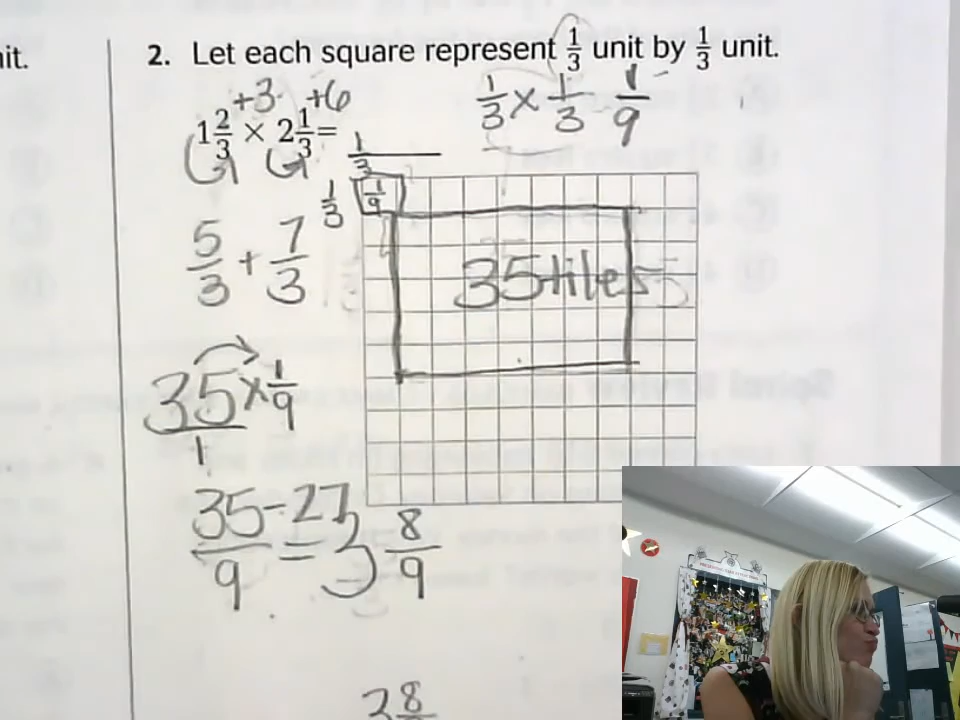 it.
2. Let each square represent 1/3 unit by 1/3 unit.
+3 +6
1 2/3 × 2 1/3 =
1/3 × 1/3 1/9
1/3
1/3
1/9
5/3 + 7/3
35 tiles
35/1 × 1/9
35/9 - 27 = 3 8/9
3 8